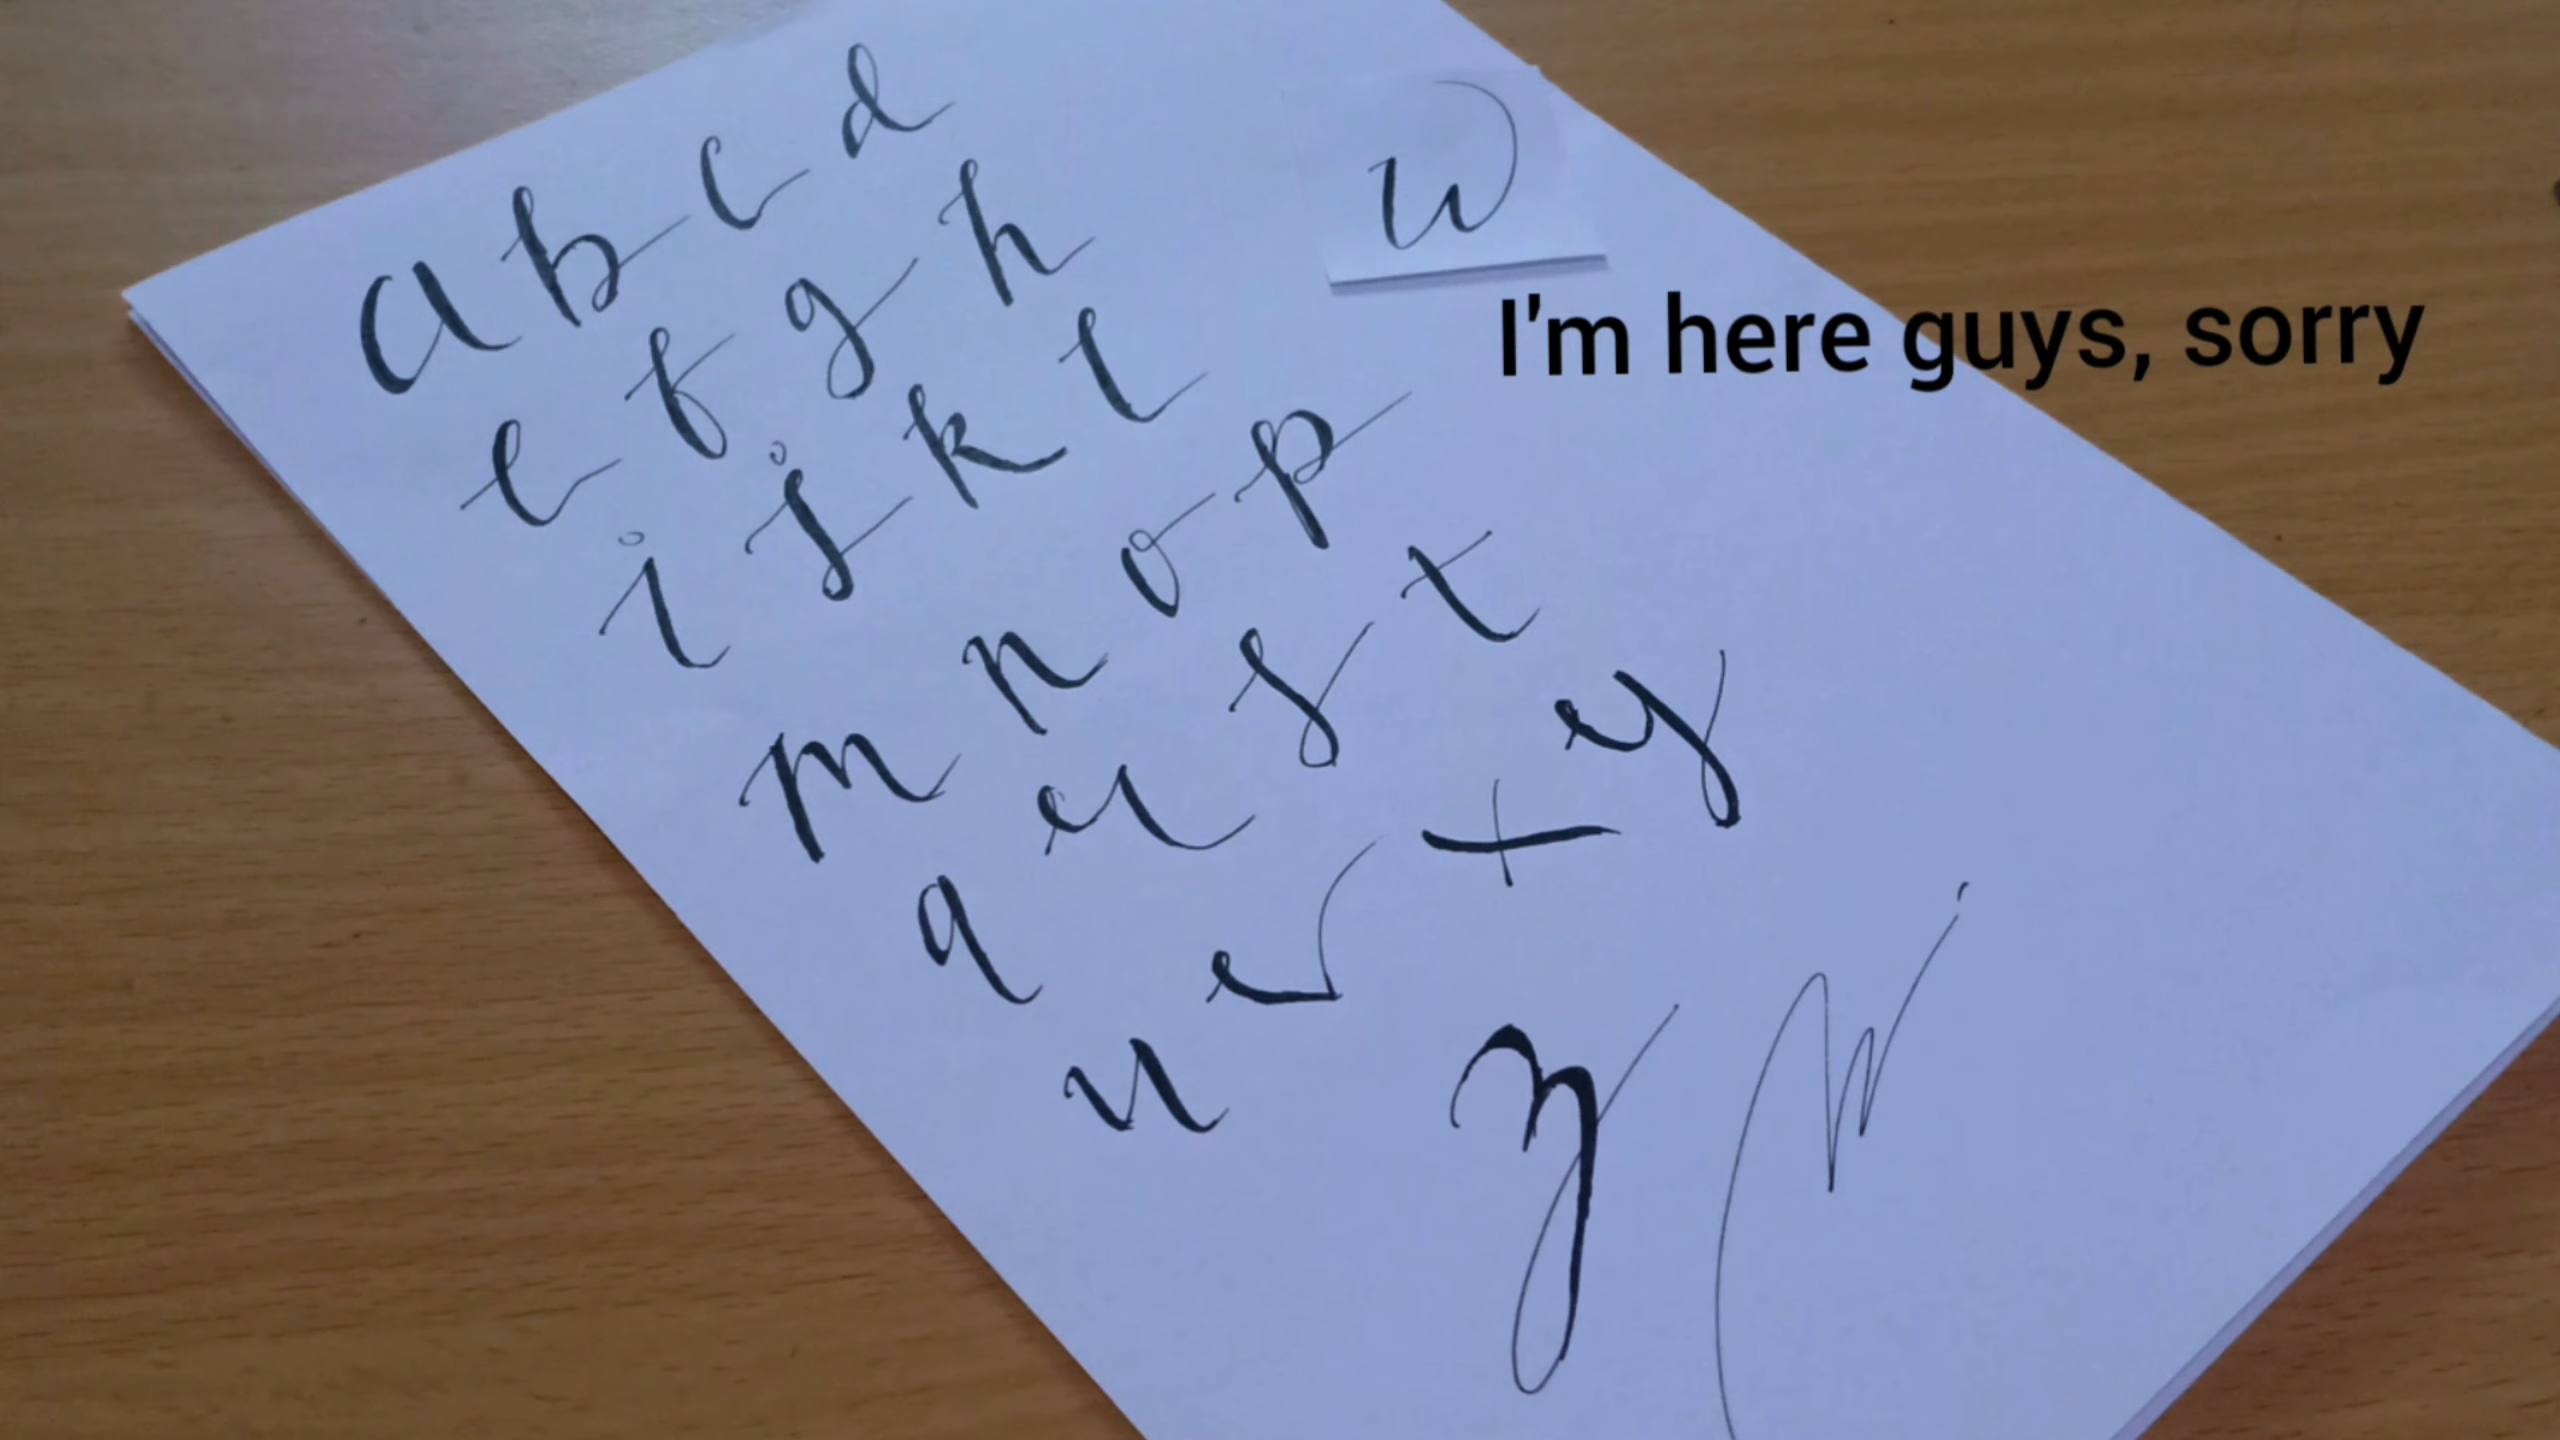 a b c d
e f g h
i j k l
m n o p
q r s t
u v x y
z
w
I'm here guys, sorry